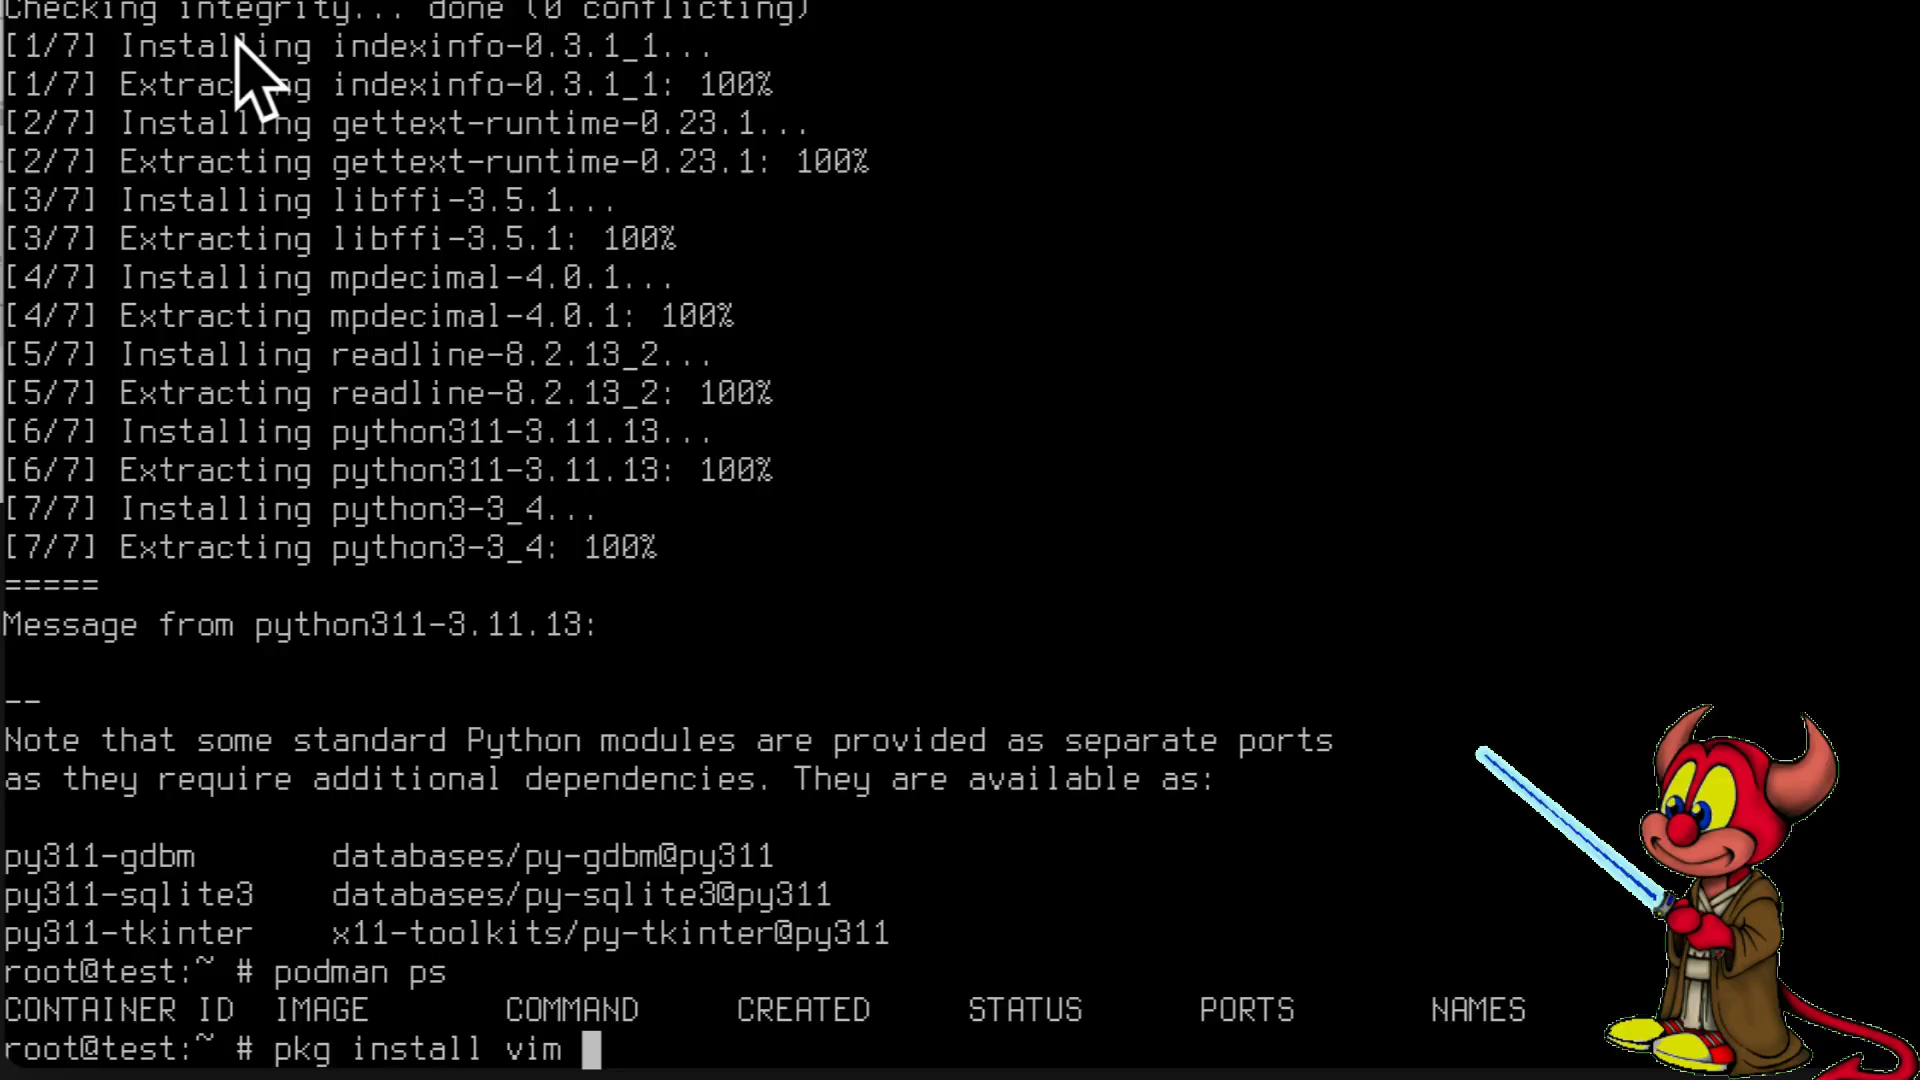 Checking integrity... done (0 conflicting)
[1/7] Installing indexinfo-0.3.1_1...
[1/7] Extracting indexinfo-0.3.1_1: 100%
[2/7] Installing gettext-runtime-0.23.1...
[2/7] Extracting gettext-runtime-0.23.1: 100%
[3/7] Installing libffi-3.5.1...
[3/7] Extracting libffi-3.5.1: 100%
[4/7] Installing mpdecimal-4.0.1...
[4/7] Extracting mpdecimal-4.0.1: 100%
[5/7] Installing readline-8.2.13_2...
[5/7] Extracting readline-8.2.13_2: 100%
[6/7] Installing python311-3.11.13...
[6/7] Extracting python311-3.11.13: 100%
[7/7] Installing python3-3_4...
[7/7] Extracting python3-3_4: 100%
=====
Message from python311-3.11.13:
--
Note that some standard Python modules are provided as separate ports
as they require additional dependencies. They are available as:
py311-gdbm databases/py-gdbm@py311
py311-sqlite3 databases/py-sqlite3@py311
py311-tkinter x11-toolkits/py-tkinter@py311
root@test:~ # podman ps
CONTAINER ID IMAGE COMMAND CREATED STATUS PORTS NAMES
root@test:~ # pkg install vim